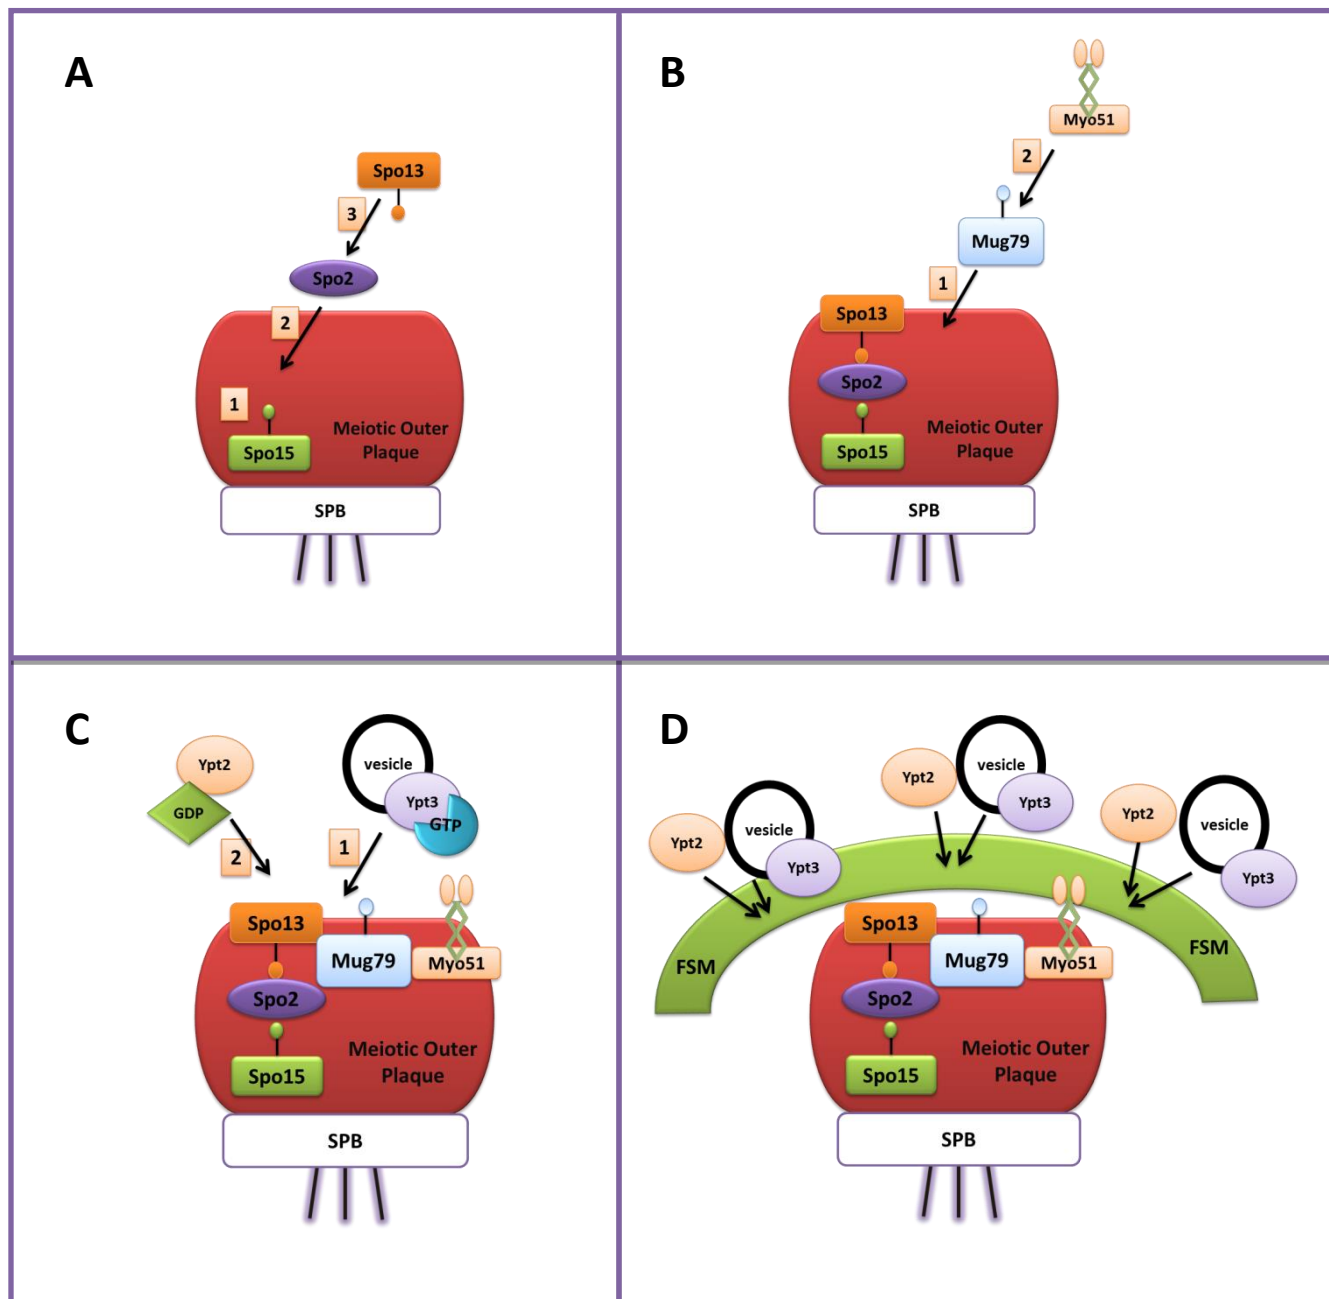 A
Spo13
3
Spo2
2
1
Spo15
Meiotic Outer
Plaque
SPB
B
Myo51
2
Mug79
1
Spo13
Spo2
Spo15
Meiotic Outer
Plaque
SPB
C
Ypt2
GDP
vesicle
Ypt3
GTP
2
1
Spo13
Mug79
Myo51
Spo2
Spo15
Meiotic Outer
Plaque
SPB
D
Ypt2
vesicle
Ypt3
Ypt2
vesicle
Ypt3
Ypt2
vesicle
Ypt3
FSM
FSM
Spo13
Mug79
Myo51
Spo2
Spo15
Meiotic Outer
Plaque
SPB